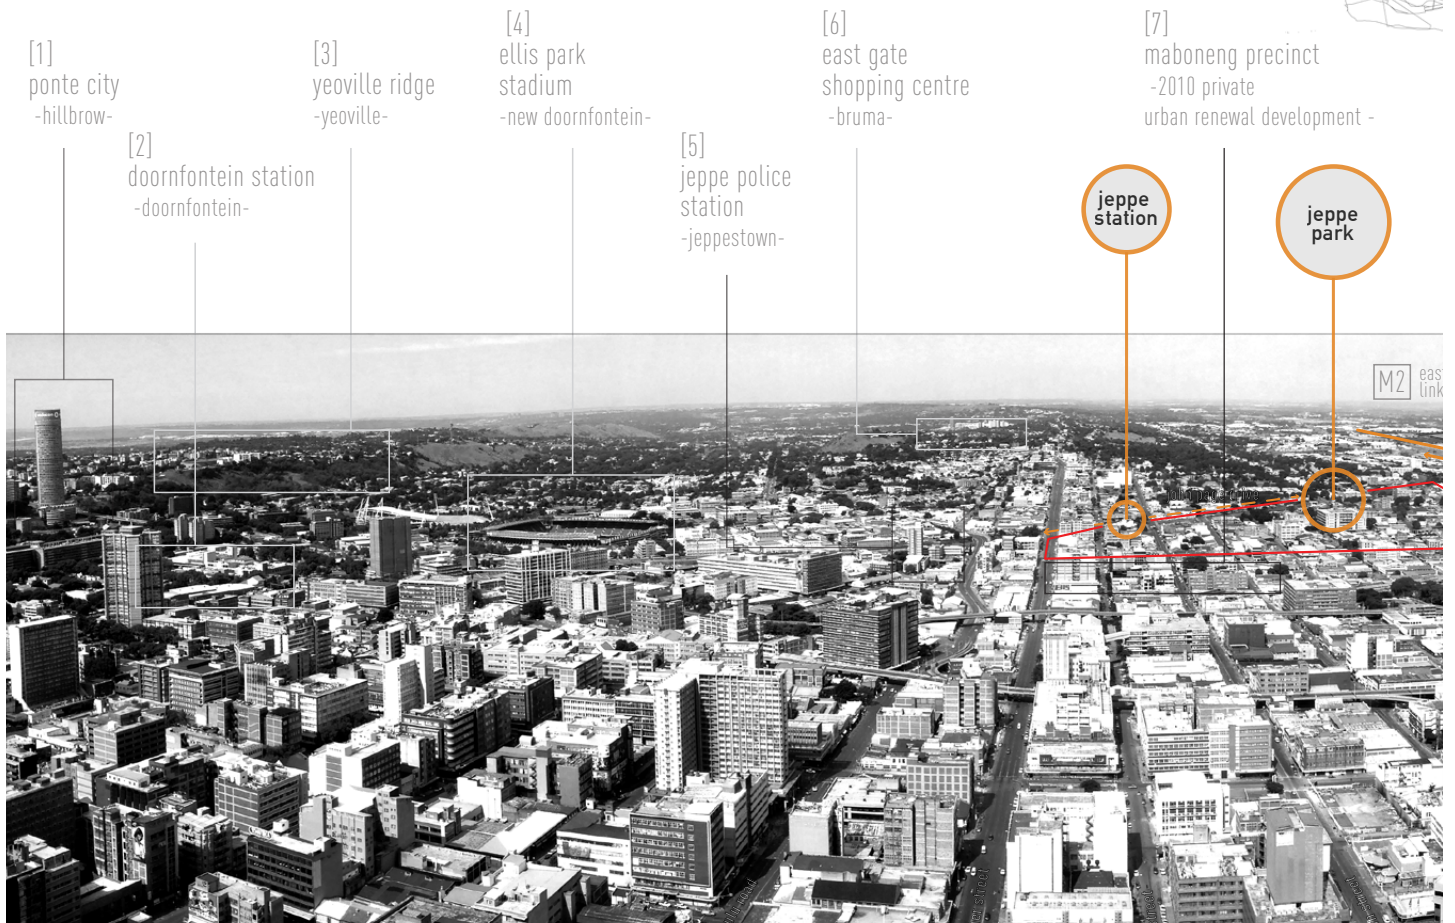 [1]
ponte city
-hillbrow-
[2]
doornfontein station
-doornfontein-
[3]
yeoville ridge
-yeoville-
[4]
ellis park
stadium
-new doornfontein-
[5]
jeppe police
station
-jeppestown-
[6]
east gate
shopping centre
-bruma-
[7]
maboneng precinct
-2010 private
urban renewal development -
jeppe
station
jeppe
park
M2
east
link